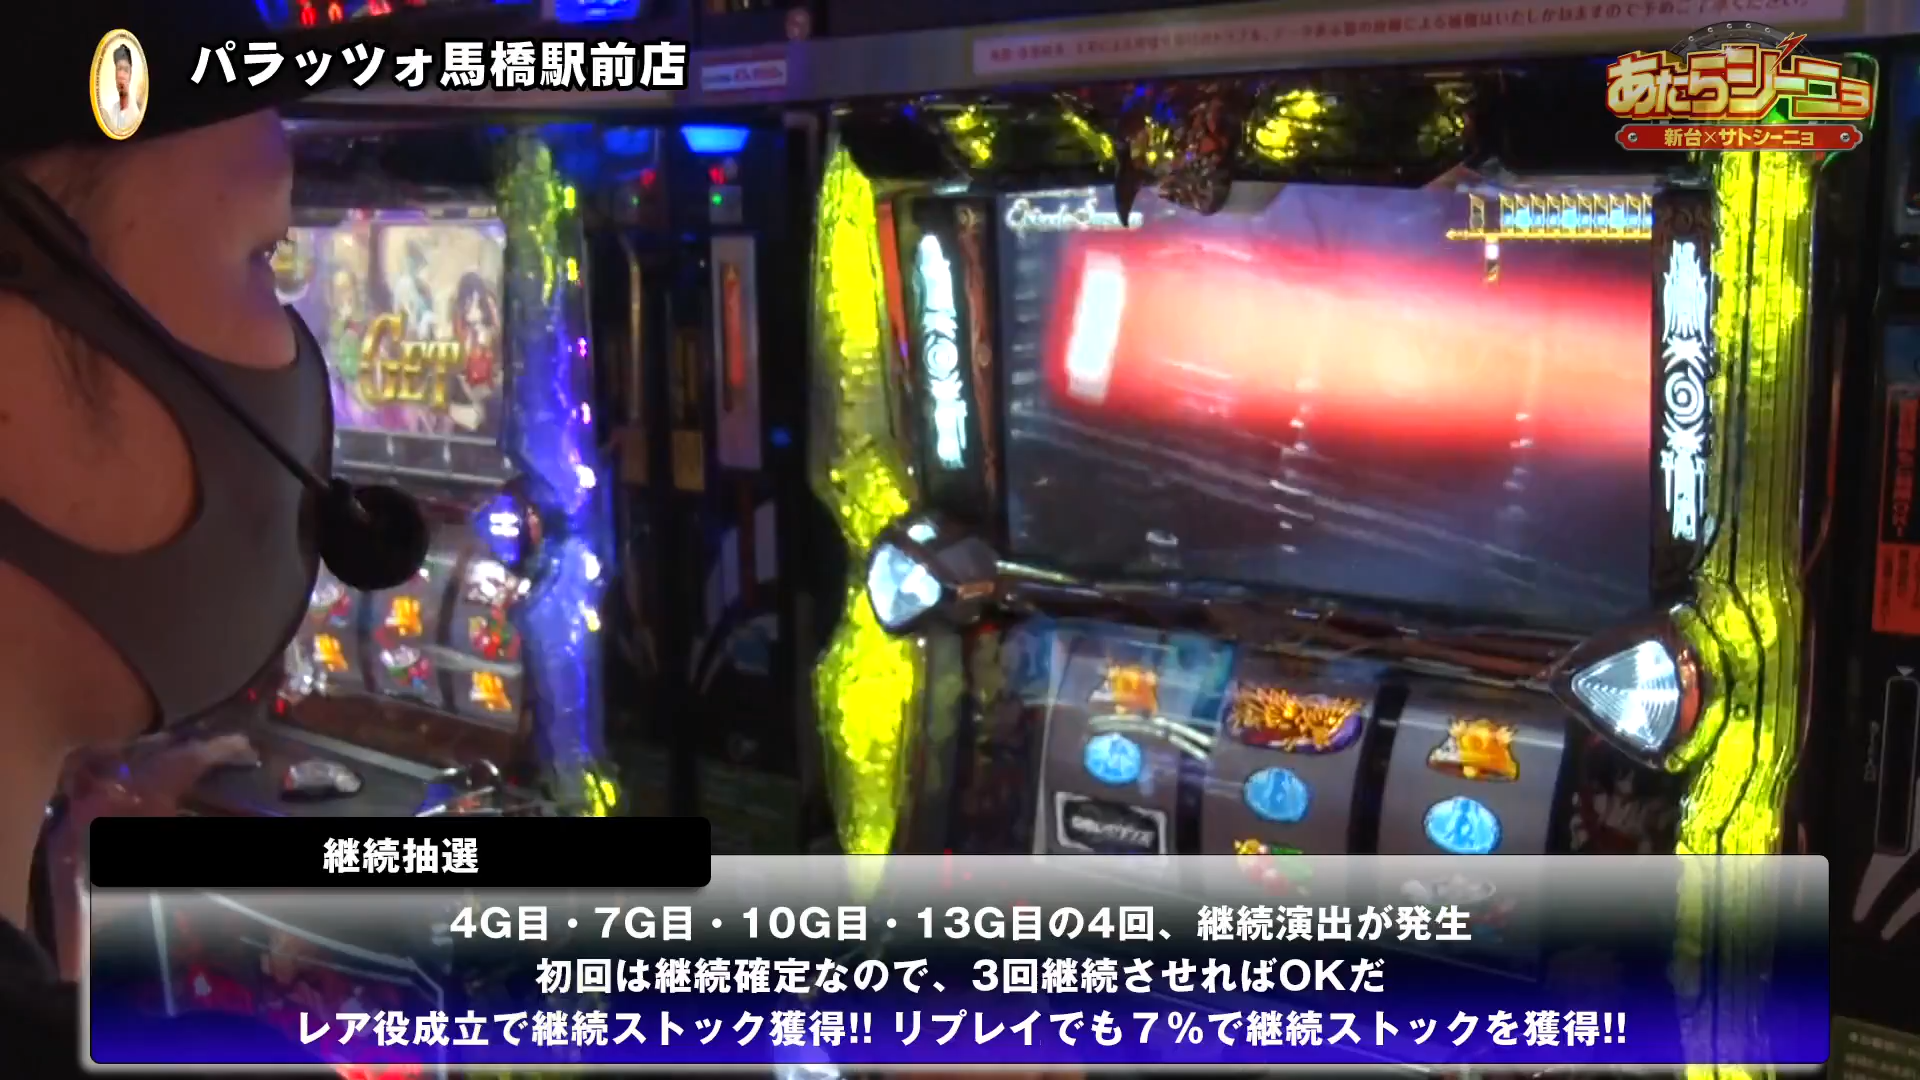 パラッツォ馬橋駅前店
あたらシーニョ
新台×サトシーニョ
GET
継続抽選
4G目・7G目・10G目・13G目の4回、継続演出が発生
初回は継続確定なので、3回継続させればOKだ
レア役成立で継続ストック獲得!! リプレイでも7%で継続ストックを獲得!!